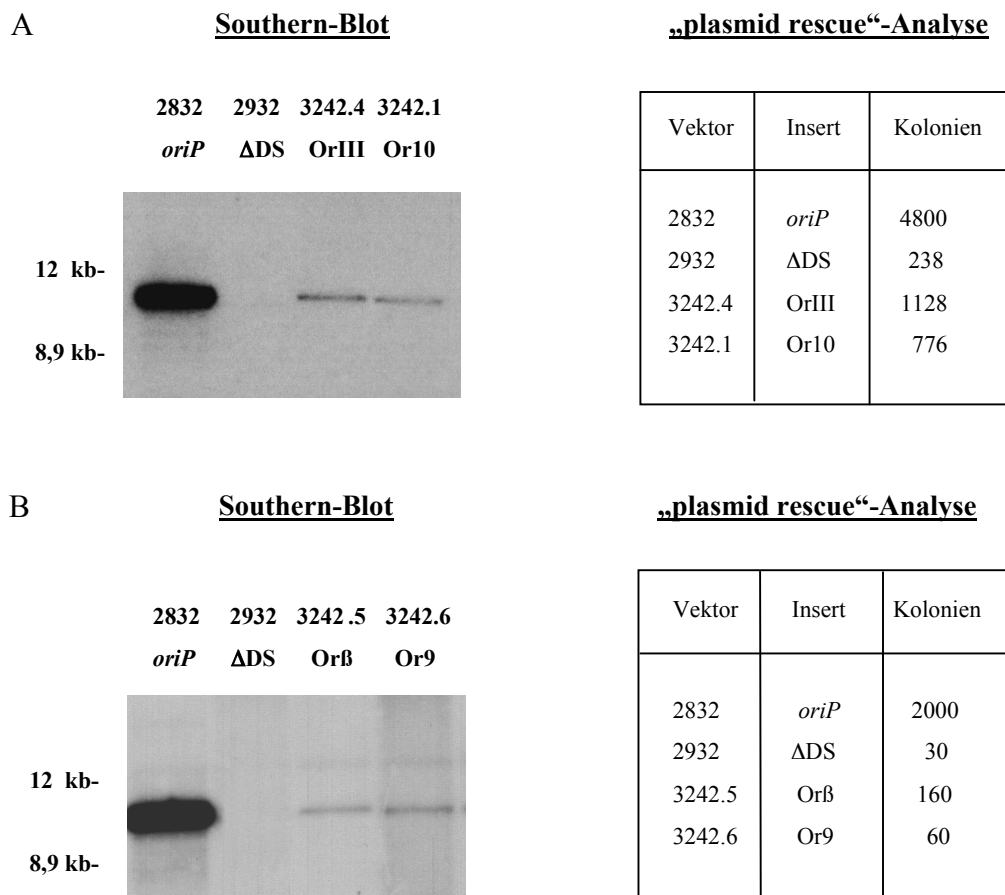 A
Southern-Blot
„plasmid rescue“-Analyse
2832 2932 3242.4 3242.1
oriP ΔDS OrIII Or10
12 kb-
8,9 kb-
Vektor Insert Kolonien
2832 oriP 4800
2932 ΔDS 238
3242.4 OrIII 1128
3242.1 Or10 776
B
Southern-Blot
„plasmid rescue“-Analyse
2832 2932 3242.5 3242.6
oriP ΔDS Orß Or9
12 kb-
8,9 kb-
Vektor Insert Kolonien
2832 oriP 2000
2932 ΔDS 30
3242.5 Orß 160
3242.6 Or9 60